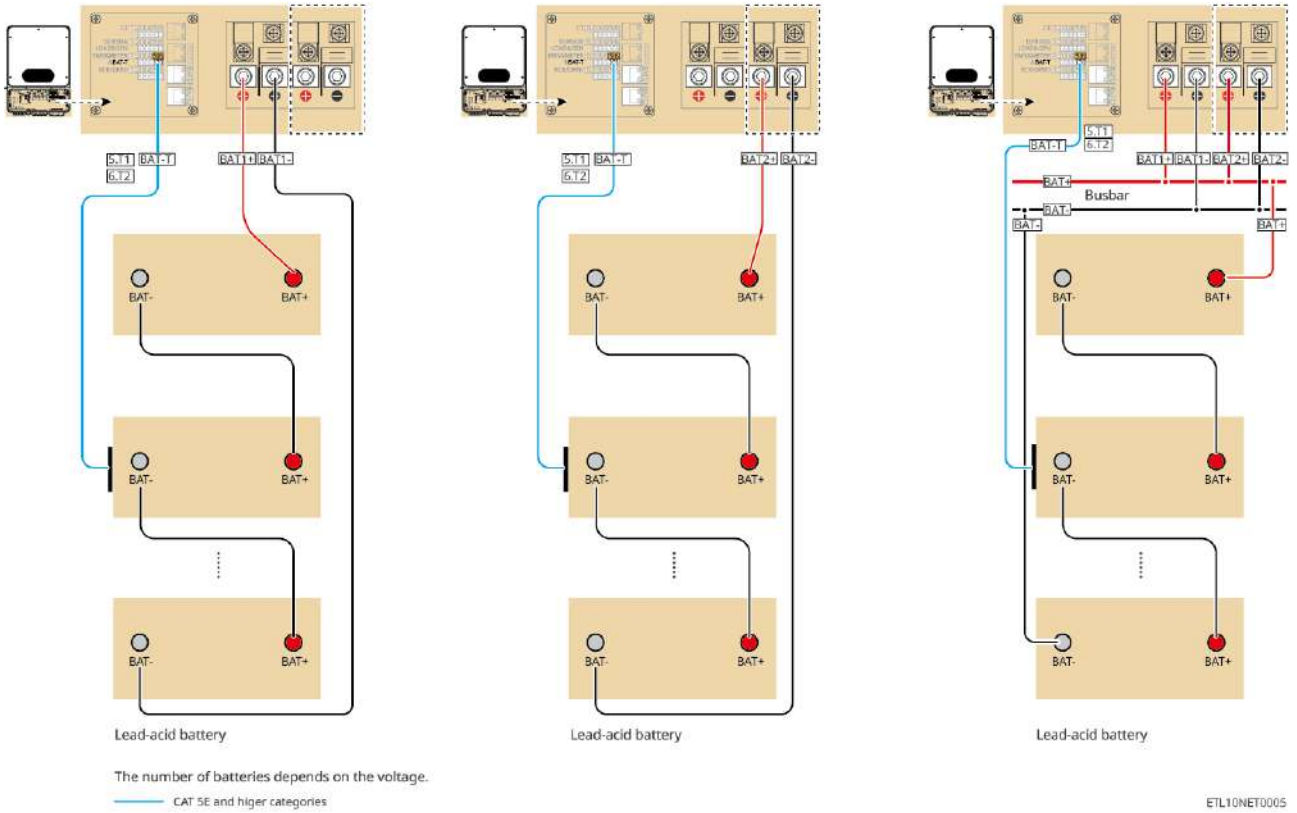 BAT-T
5.T1
6.T2
BAT-T
BAT1+
BAT1-
BAT-
BAT+
BAT-
BAT+
BAT-
BAT+
Lead-acid battery
BAT-T
5.T1
6.T2
BAT-T
BAT2+
BAT2-
BAT-
BAT+
BAT-
BAT+
BAT-
BAT+
Lead-acid battery
BAT-T
5.T1
6.T2
BAT-T
BAT1+
BAT1-
BAT2+
BAT2-
BAT+
Busbar
BAT-
BAT-
BAT+
BAT-
BAT+
BAT-
BAT+
BAT-
BAT+
Lead-acid battery
The number of batteries depends on the voltage.
CAT 5E and higer categories
ETL10NET0005